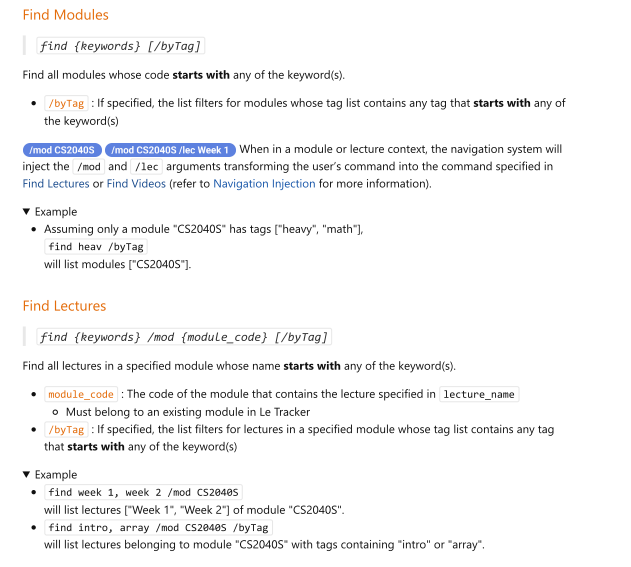 Find Modules
find {keywords} [/byTag]
Find all modules whose code starts with any of the keyword(s).
• /byTag : If specified, the list filters for modules whose tag list contains any tag that starts with any of
the keyword(s)
/mod CS2040S /mod CS2040S /lec Week 1 When in a module or lecture context, the navigation system will
inject the /mod and /lec arguments transforming the user's command into the command specified in
Find Lectures or Find Videos (refer to Navigation Injection for more information).
▼ Example
• Assuming only a module "CS2040S" has tags ["heavy", "math"],
find heav /byTag
will list modules ["CS2040S"].
Find Lectures
find {keywords} /mod {module_code} [/byTag]
Find all lectures in a specified module whose name starts with any of the keyword(s).
• module_code : The code of the module that contains the lecture specified in lecture_name
○ Must belong to an existing module in Le Tracker
• /byTag : If specified, the list filters for lectures in a specified module whose tag list contains any tag
that starts with any of the keyword(s)
▼ Example
• find week 1, week 2 /mod CS2040S
will list lectures ["Week 1", "Week 2"] of module "CS2040S".
• find intro, array /mod CS2040S /byTag
will list lectures belonging to module "CS2040S" with tags containing "intro" or "array".